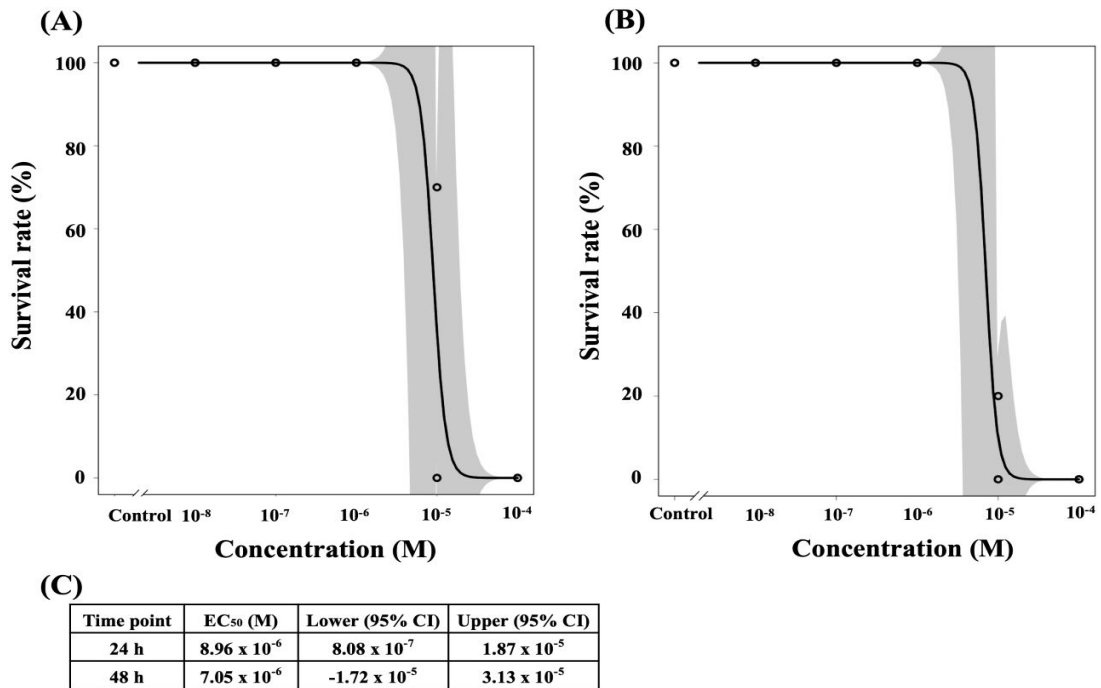 (A)
(B)
100
80
60
40
20
0
Survival rate (%)
Control 10⁻⁸ 10⁻⁷ 10⁻⁶ 10⁻⁵ 10⁻⁴
Concentration (M)
100
80
60
40
20
0
Survival rate (%)
Control 10⁻⁸ 10⁻⁷ 10⁻⁶ 10⁻⁵ 10⁻⁴
Concentration (M)
(C)
Time point EC₅₀ (M) Lower (95% CI) Upper (95% CI)
24 h 8.96 x 10⁻⁶ 8.08 x 10⁻⁷ 1.87 x 10⁻⁵
48 h 7.05 x 10⁻⁶ -1.72 x 10⁻⁵ 3.13 x 10⁻⁵